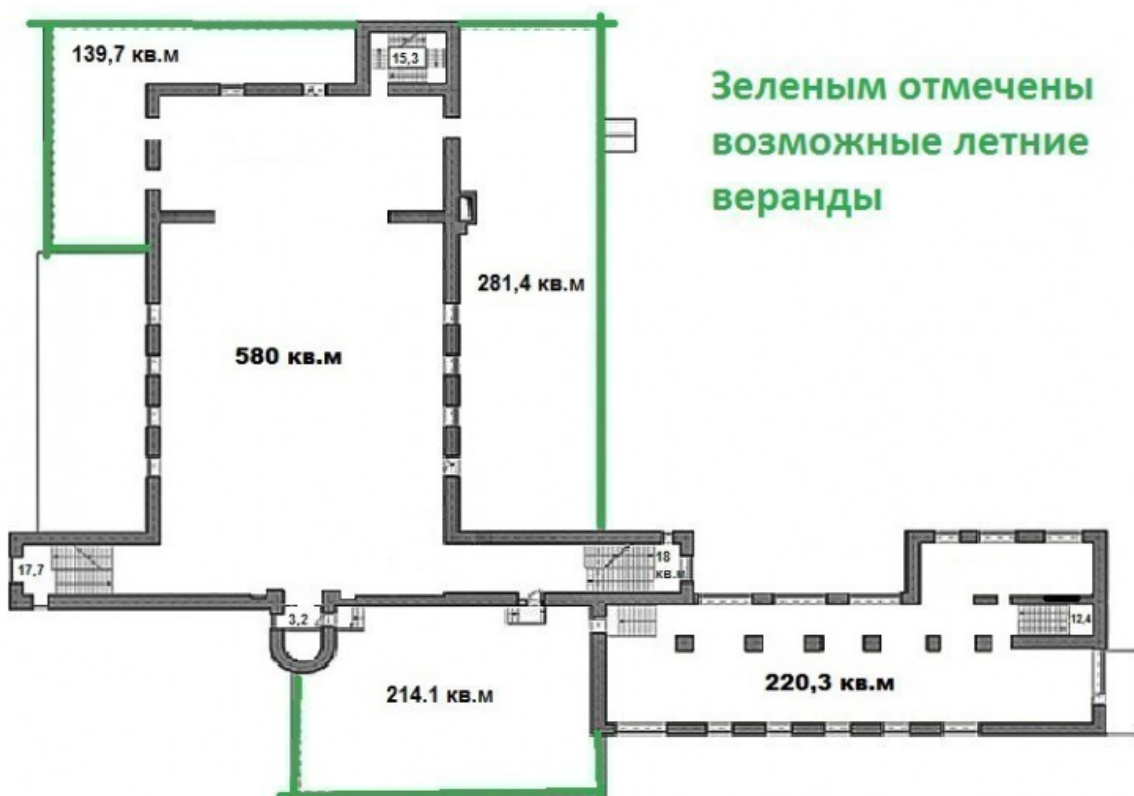 139,7 кв.м
15,3
Зеленым отмечены
возможные летние
веранды
281,4 кв.м
580 кв.м
17,7
18
кв.м
3,2
12,4
214.1 кв.м
220,3 кв.м